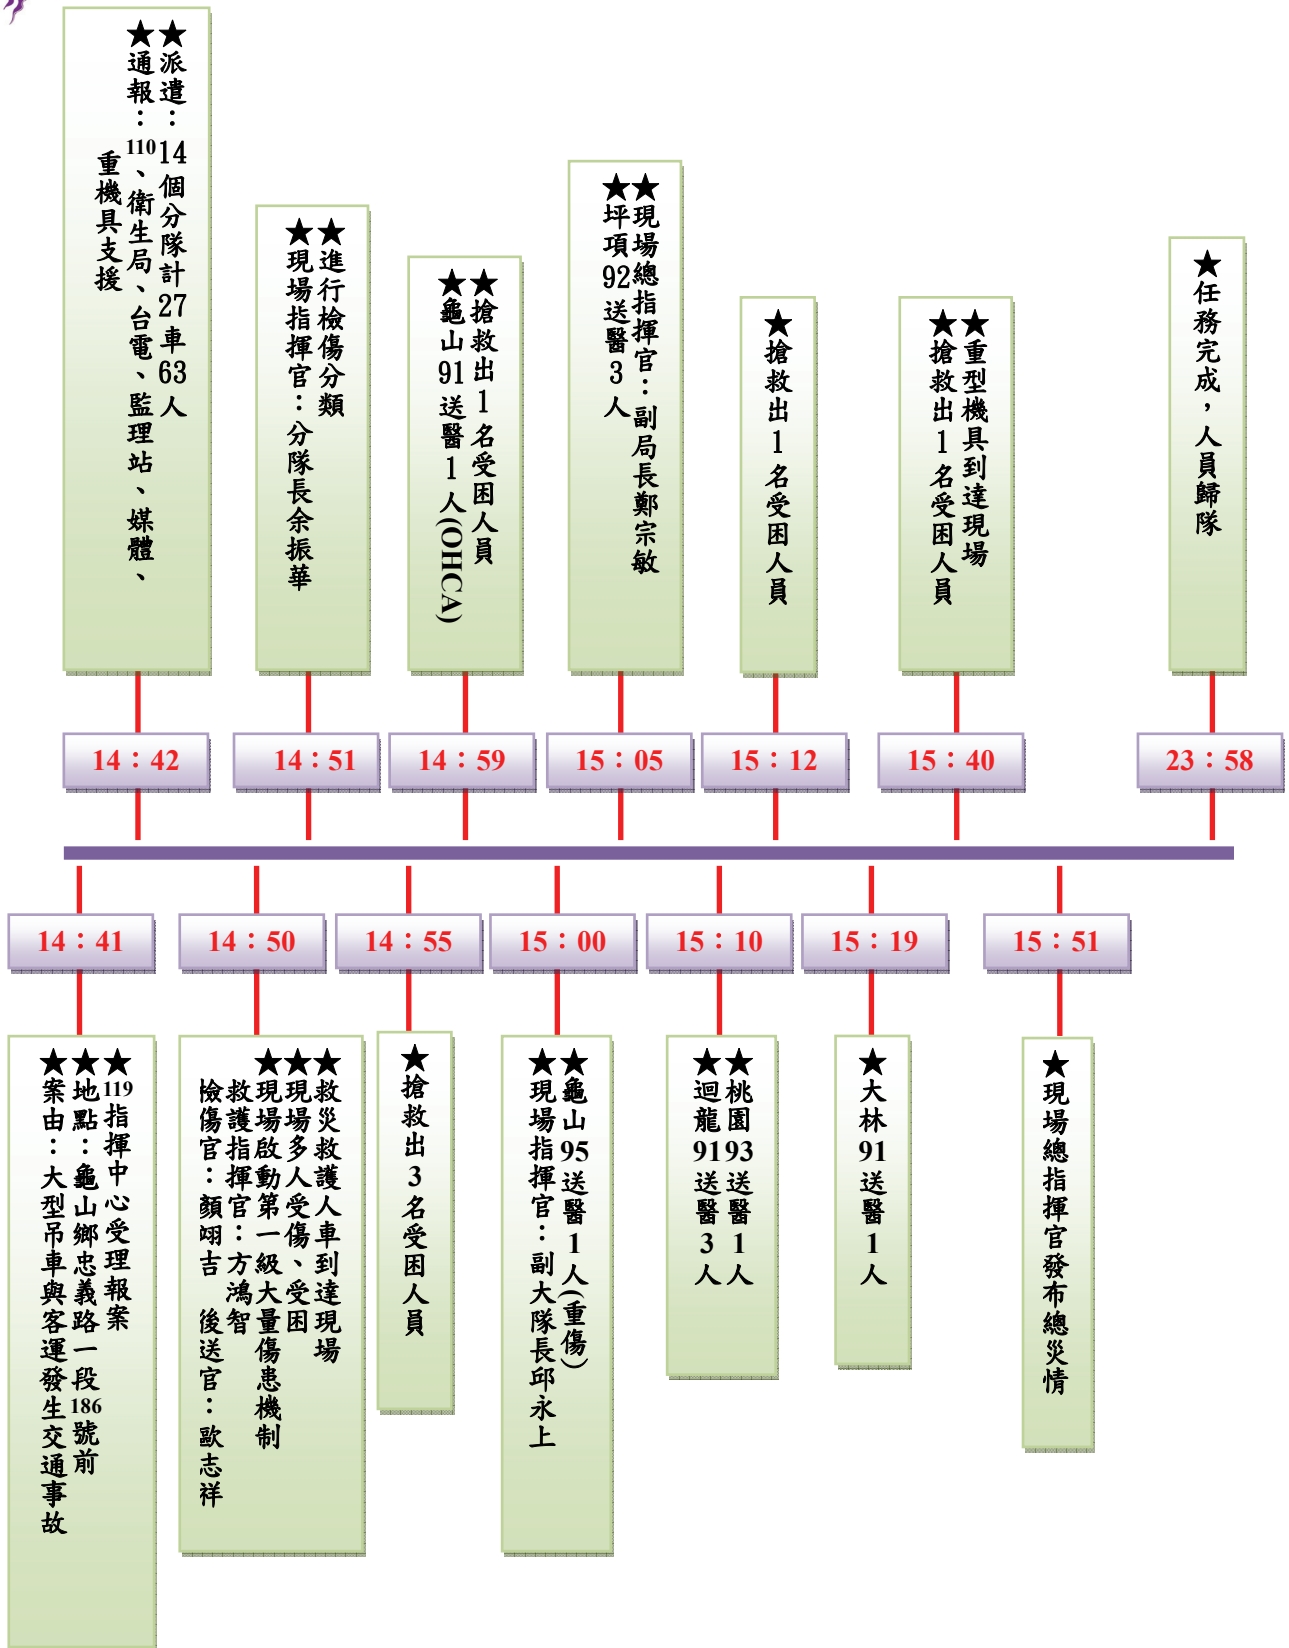 ★派遣：14個分隊計27車63人
★通報：110、衛生局、台電、監理站、媒體、
重機具支援
★進行檢傷分類
★現場指揮官：分隊長余振華
★搶救出1名受困人員
★龜山91送醫1人(OHCA)
★現場總指揮官：副局長鄭宗敏
★坪項92送醫3人
★搶救出1名受困人員
★重型機具到達現場
★搶救出1名受困人員
★任務完成，人員歸隊
14：42
14：51
14：59
15：05
15：12
15：40
23：58
14：41
14：50
14：55
15：00
15：10
15：19
15：51
★119指揮中心受理報案
★地點：龜山鄉忠義路一段186號前
★案由：大型吊車與客運發生交通事故
★救災救護人車到達現場
★現場多人受傷、受困
★現場啟動第一級大量傷患機制
救護指揮官：方鴻智
檢傷官：顏翊吉　後送官：歐志祥
★搶救出3名受困人員
★龜山95送醫1人(重傷)
★現場指揮官：副大隊長邱永上
★桃園93送醫1人
★迴龍91送醫3人
★大林91送醫1人
★現場總指揮官發布總災情